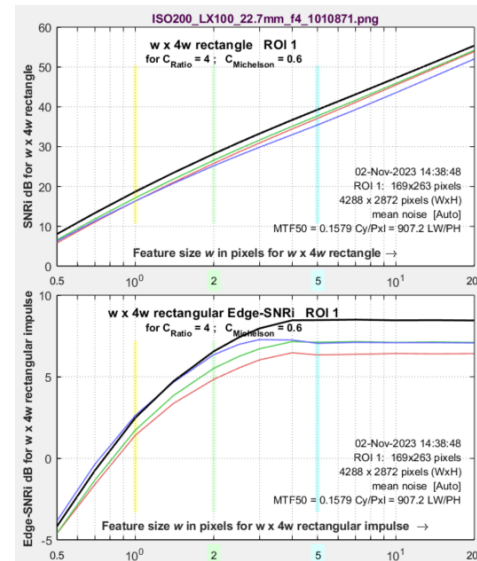 ISO200_LX100_22.7mm_f4_1010871.png
w x 4w rectangle ROI 1
for C_Ratio = 4 ; C_Michelson = 0.6
SNRi dB for w x 4w rectangle
60
50
40
30
20
10
0
02-Nov-2023 14:38:48
ROI 1: 169x263 pixels
4288 x 2872 pixels (WxH)
mean noise [Auto]
MTF50 = 0.1579 Cy/Pxl = 907.2 LW/PH
Feature size w in pixels for w x 4w rectangle →
0.5 10^0 2 5 10^1 20
w x 4w rectangular Edge-SNRi ROI 1
for C_Ratio = 4 ; C_Michelson = 0.6
Edge-SNRi dB for w x 4w rectangular impulse
10
5
0
-5
02-Nov-2023 14:38:48
ROI 1: 169x263 pixels
4288 x 2872 pixels (WxH)
mean noise [Auto]
MTF50 = 0.1579 Cy/Pxl = 907.2 LW/PH
Feature size w in pixels for w x 4w rectangular impulse →
0.5 10^0 2 5 10^1 20